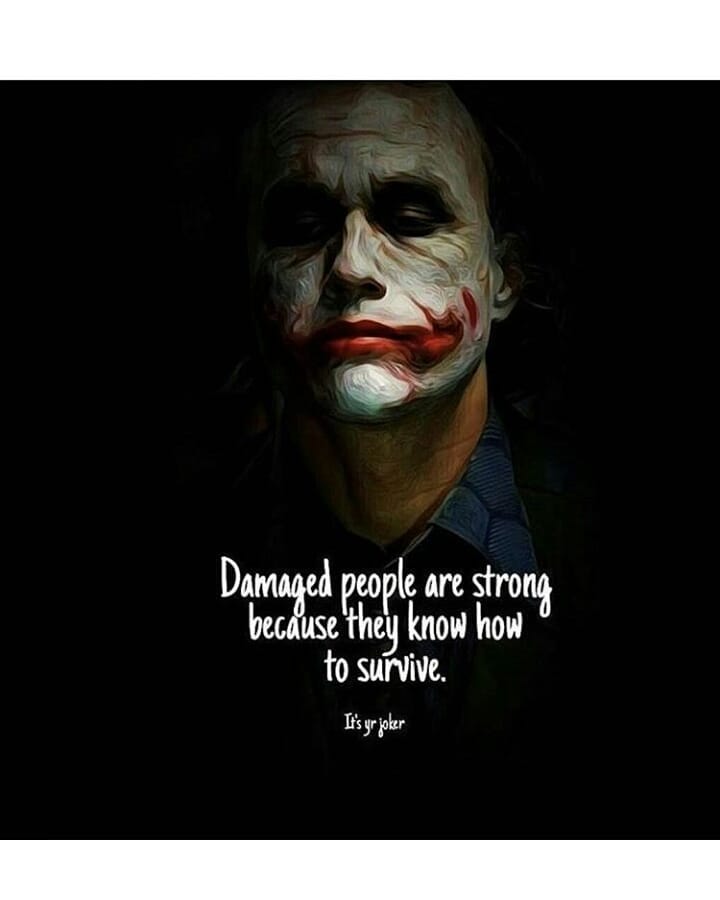 Damaged people are strong
because they know how
to survive.
It's yr joker